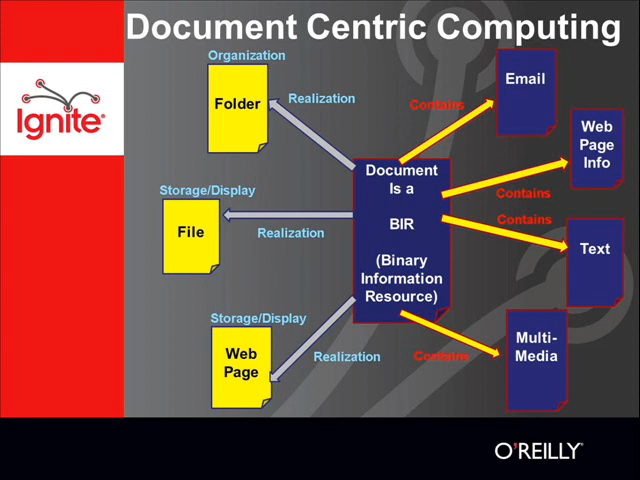 Document Centric Computing
Ignite
Organization
Folder
Realization
Storage/Display
File
Realization
Storage/Display
Web
Page
Realization
Document
Is a
BIR
(Binary
Information
Resource)
Contains
Email
Contains
Web
Page
Info
Contains
Text
Contains
Multi-
Media
O'REILLY